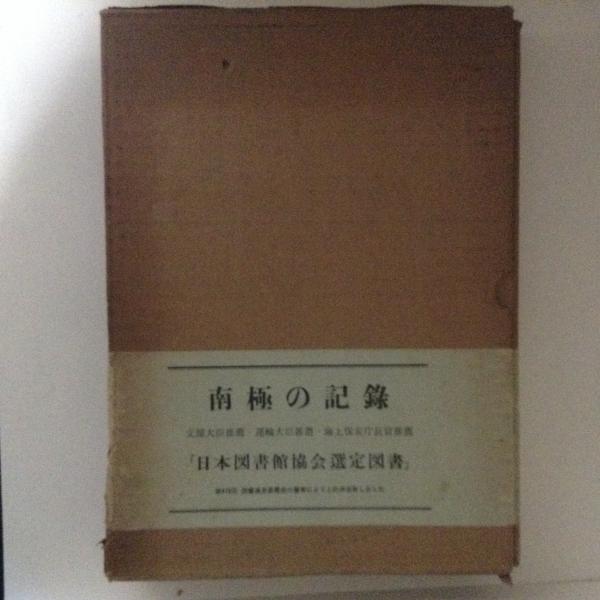 南極の記錄
文部大臣推薦・運輸大臣推薦・海上保安庁長官推薦
「日本図書館協会選定図書」